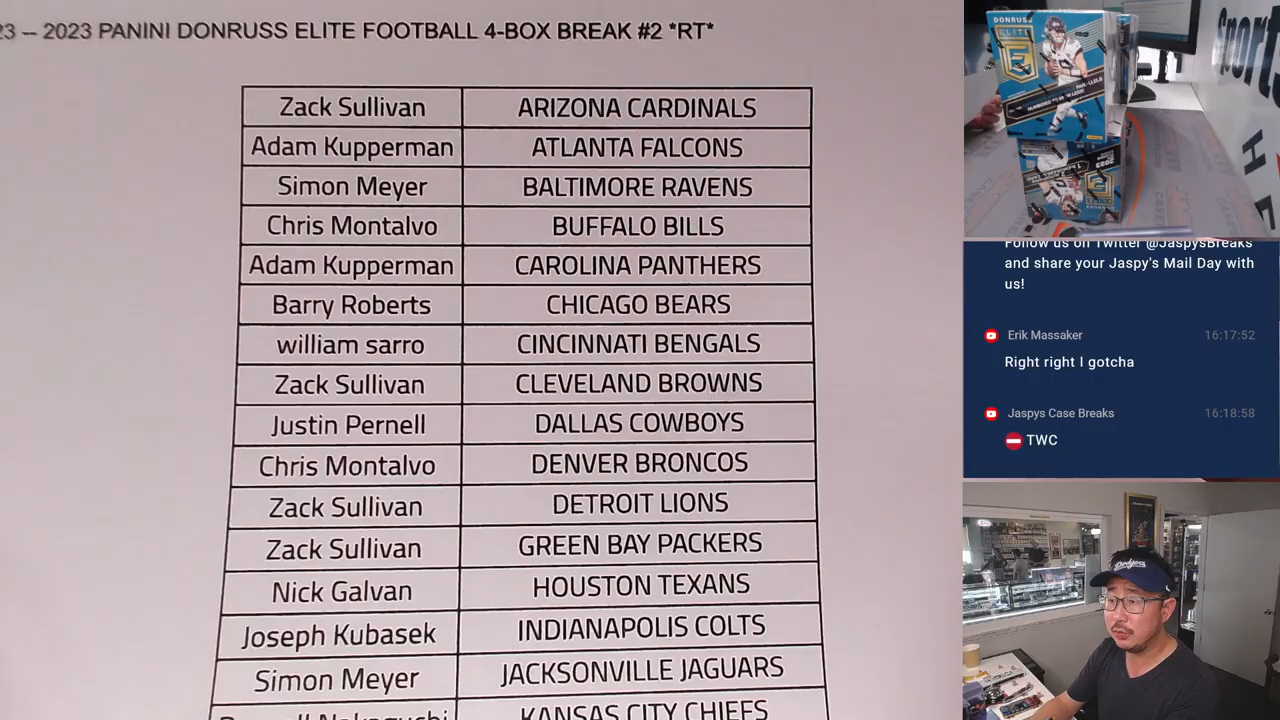 23 -- 2023 PANINI DONRUSS ELITE FOOTBALL 4-BOX BREAK #2 *RT*
Zack Sullivan ARIZONA CARDINALS
Adam Kupperman ATLANTA FALCONS
Simon Meyer BALTIMORE RAVENS
Chris Montalvo BUFFALO BILLS
Adam Kupperman CAROLINA PANTHERS
Barry Roberts CHICAGO BEARS
william sarro CINCINNATI BENGALS
Zack Sullivan CLEVELAND BROWNS
Justin Pernell DALLAS COWBOYS
Chris Montalvo DENVER BRONCOS
Zack Sullivan DETROIT LIONS
Zack Sullivan GREEN BAY PACKERS
Nick Galvan HOUSTON TEXANS
Joseph Kubasek INDIANAPOLIS COLTS
Simon Meyer JACKSONVILLE JAGUARS
KANSAS CITY CHIEFS
DONRUSS
ELITE
E
Sports
H E
2023
Follow us on Twitter @JaspysBreaks
and share your Jaspy's Mail Day with
us!
Erik Massaker 16:17:52
Right right I gotcha
Jaspys Case Breaks 16:18:58
TWC
Dodgers